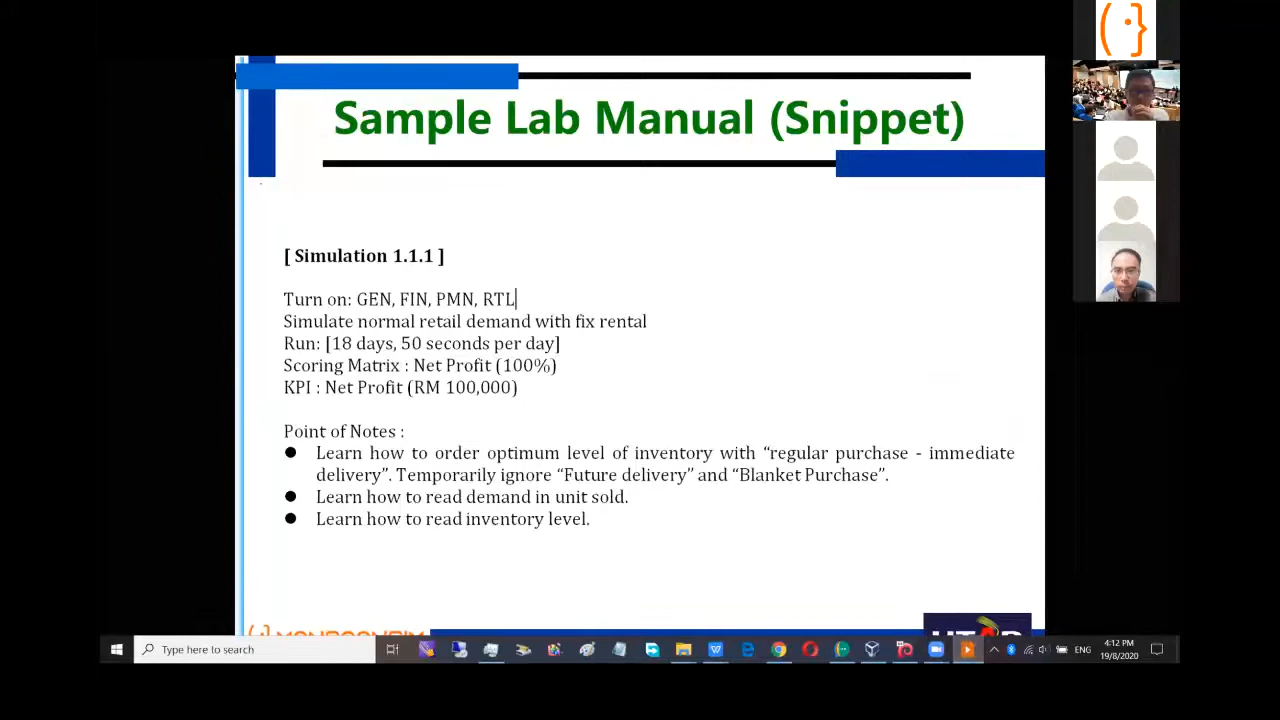 Sample Lab Manual (Snippet)
[ Simulation 1.1.1 ]
Turn on: GEN, FIN, PMN, RTL
Simulate normal retail demand with fix rental
Run: [18 days, 50 seconds per day]
Scoring Matrix : Net Profit (100%)
KPI : Net Profit (RM 100,000)
Point of Notes :
● Learn how to order optimum level of inventory with “regular purchase - immediate
delivery”. Temporarily ignore “Future delivery” and “Blanket Purchase”.
● Learn how to read demand in unit sold.
● Learn how to read inventory level.
Type here to search
ENG
4:12 PM
19/8/2020